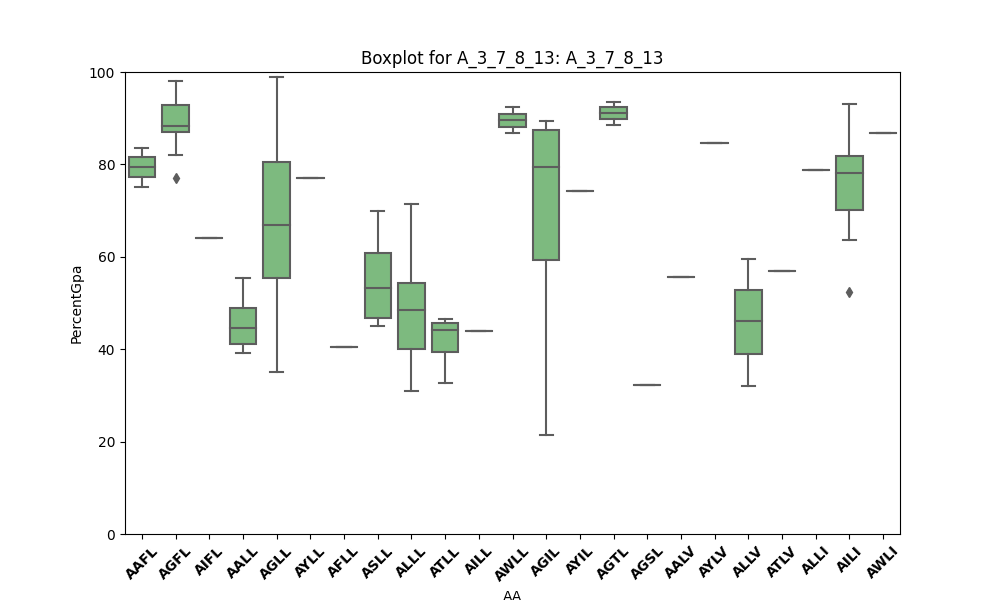 Boxplot for A_3_7_8_13: A_3_7_8_13
100
80
60
40
20
0
PercentGpa
AAFL AGFL AIFL AALL AGLL AYLL AFLL ASLL ALLL ATLL AILL AWLL AGIL AYIL AGTL AGSL AALV AYLV ALLV ATLV ALLI AILI AWLI
AA